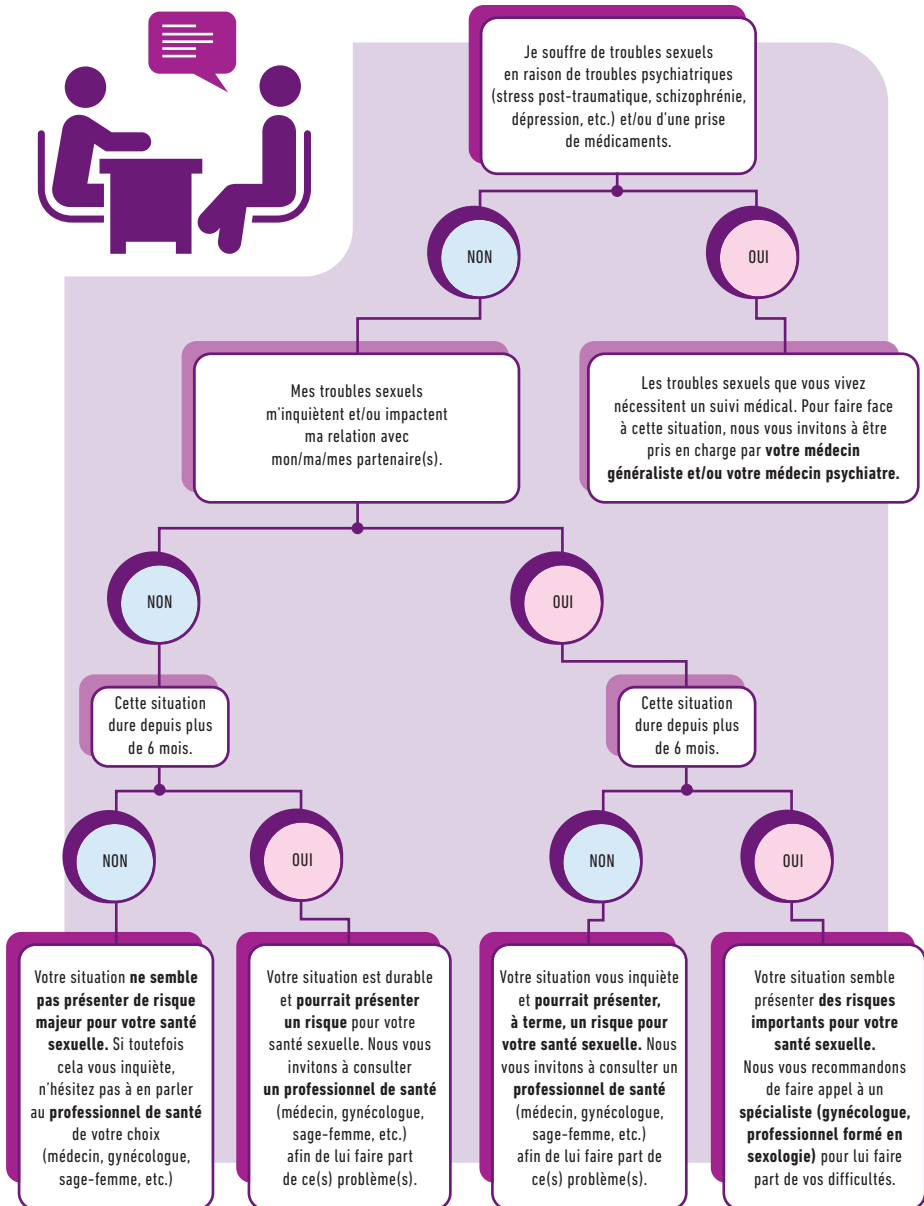 Je souffre de troubles sexuels
en raison de troubles psychiatriques
(stress post-traumatique, schizophrénie,
dépression, etc.) et/ou d'une prise
de médicaments.
NON
OUI
Mes troubles sexuels
m'inquiètent et/ou impactent
ma relation avec
mon/ma/mes partenaire(s).
Les troubles sexuels que vous vivez
nécessitent un suivi médical. Pour faire face
à cette situation, nous vous invitons à être
pris en charge par votre médecin
généraliste et/ou votre médecin psychiatre.
NON
OUI
Cette situation
dure depuis plus
de 6 mois.
Cette situation
dure depuis plus
de 6 mois.
NON
OUI
NON
OUI
Votre situation ne semble
pas présenter de risque
majeur pour votre santé
sexuelle. Si toutefois
cela vous inquiète,
n'hésitez pas à en parler
au professionnel de santé
de votre choix
(médecin, gynécologue,
sage-femme, etc.)
Votre situation est durable
et pourrait présenter
un risque pour votre
santé sexuelle. Nous vous
invitons à consulter
un professionnel de santé
(médecin, gynécologue,
sage-femme, etc.)
afin de lui faire part
de ce(s) problème(s).
Votre situation vous inquiète
et pourrait présenter,
à terme, un risque pour
votre santé sexuelle. Nous
vous invitons à consulter un
professionnel de santé
(médecin, gynécologue,
sage-femme, etc.)
afin de lui faire part de
ce(s) problème(s).
Votre situation semble
présenter des risques
importants pour votre
santé sexuelle.
Nous vous recommandons
de faire appel à un
spécialiste (gynécologue,
professionnel formé en
sexologie) pour lui faire
part de vos difficultés.